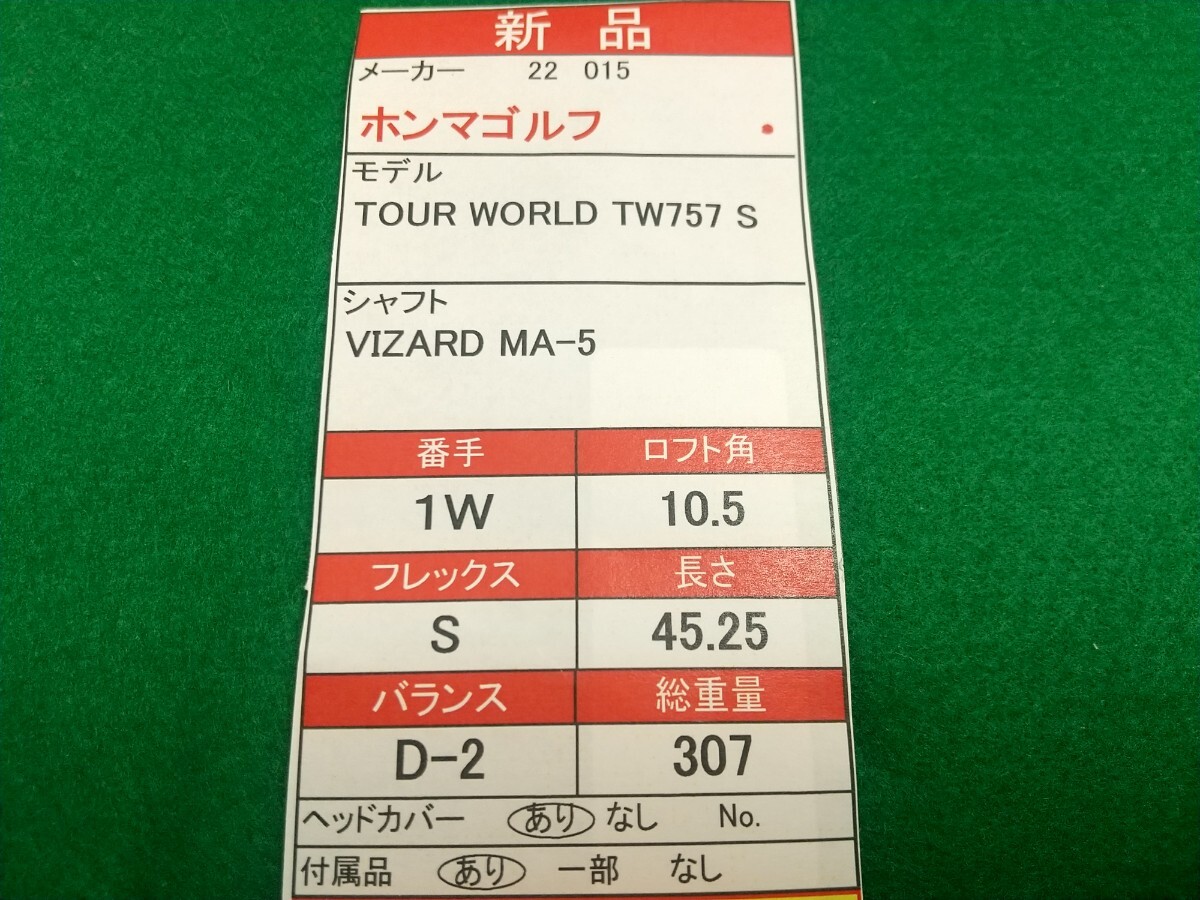 新 品
メーカー 22 015
ホンマゴルフ
モデル
TOUR WORLD TW757 S
シャフト
VIZARD MA-5
番手 ロフト角
1W 10.5
フレックス 長さ
S 45.25
バランス 総重量
D-2 307
ヘッドカバー あり なし No.
付属品 あり 一部 なし